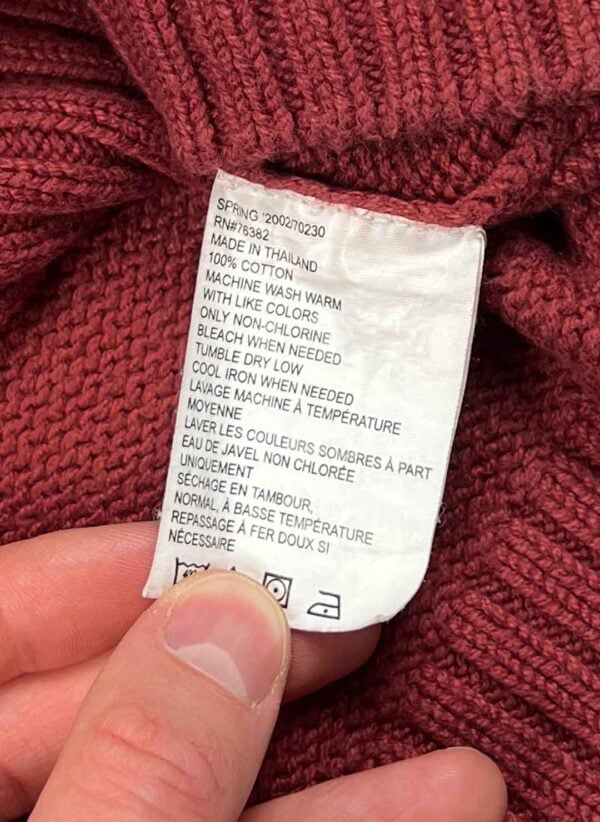 SPRING '2002/70230
RN#76382
MADE IN THAILAND
100% COTTON
MACHINE WASH WARM
WITH LIKE COLORS
ONLY NON-CHLORINE
BLEACH WHEN NEEDED
TUMBLE DRY LOW
COOL IRON WHEN NEEDED
LAVAGE MACHINE À TEMPÉRATURE
MOYENNE
LAVER LES COULEURS SOMBRES À PART
EAU DE JAVEL NON CHLORÉE
UNIQUEMENT
SÉCHAGE EN TAMBOUR,
NORMAL, À BASSE TEMPÉRATURE
REPASSAGE À FER DOUX SI
NÉCESSAIRE